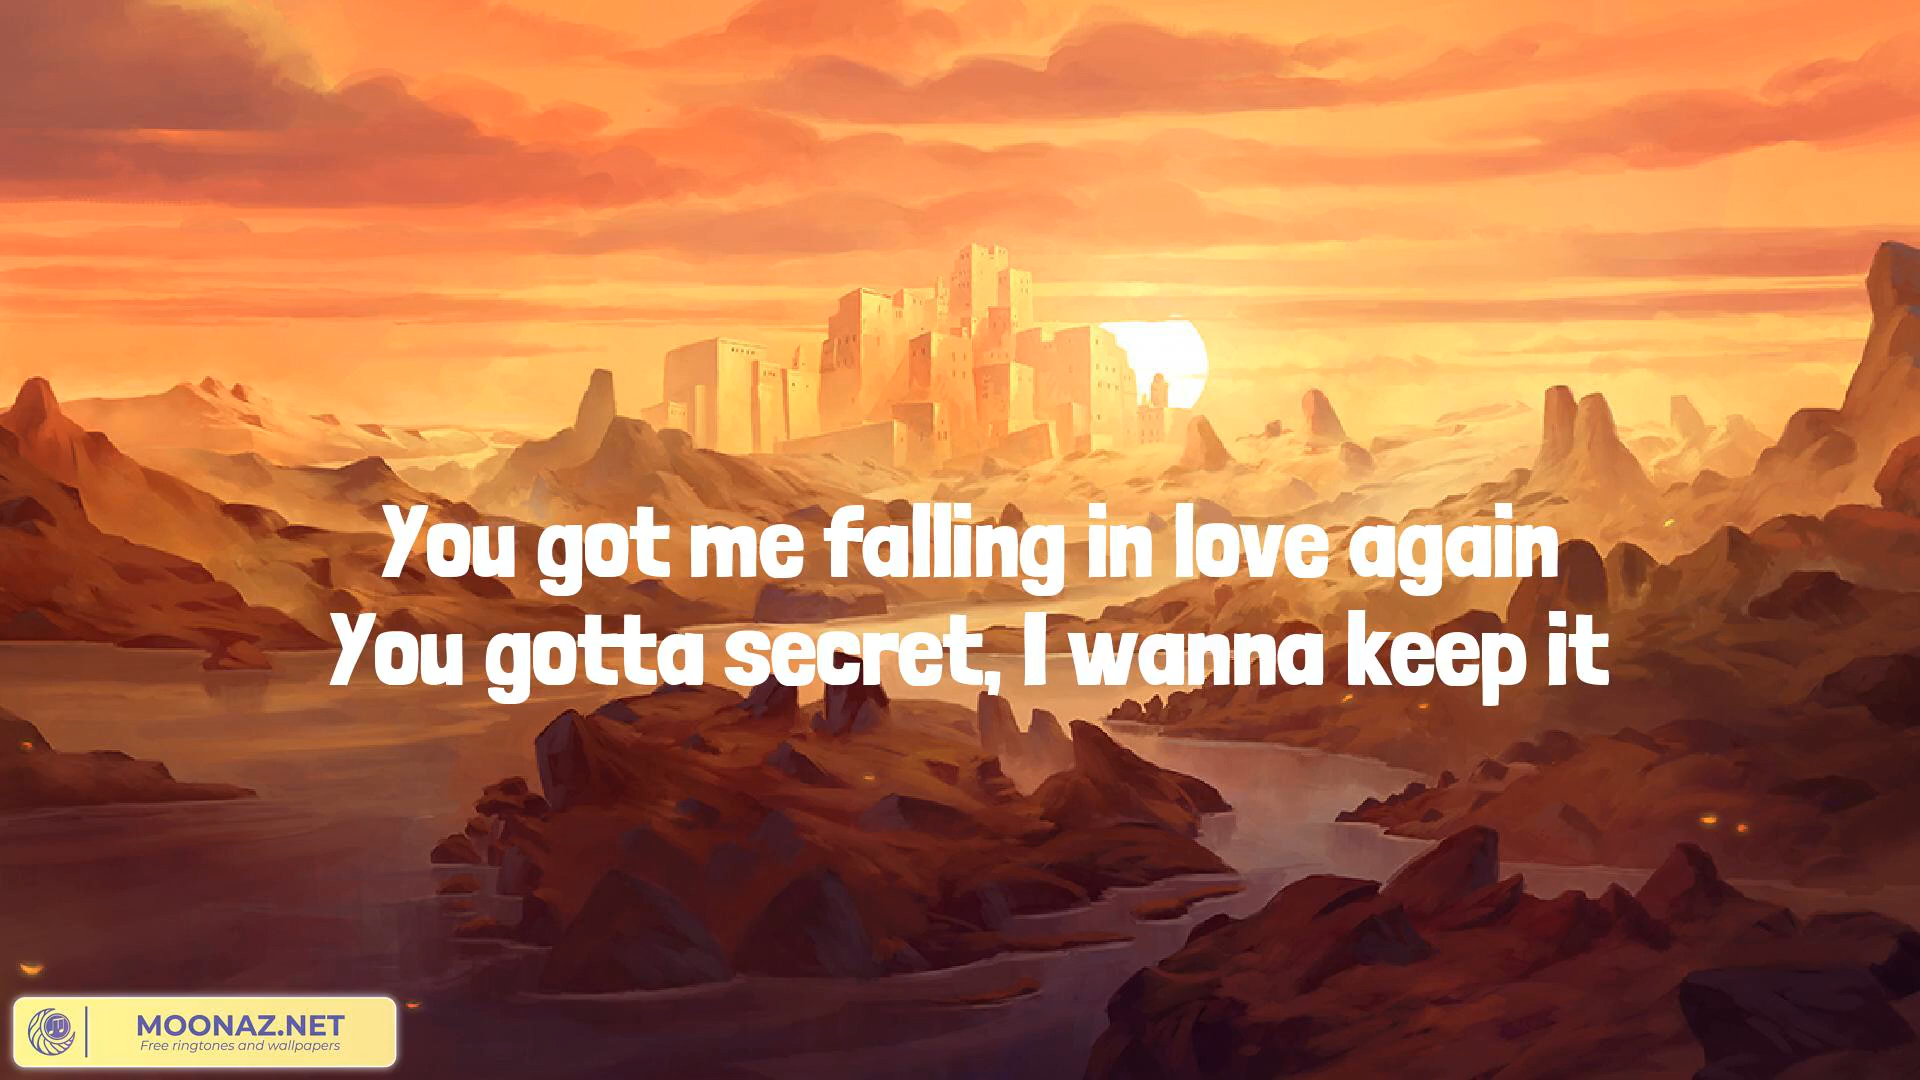 You got me falling in love again
You gotta secret, I wanna keep it
MOONAZ.NET
Free ringtones and wallpapers